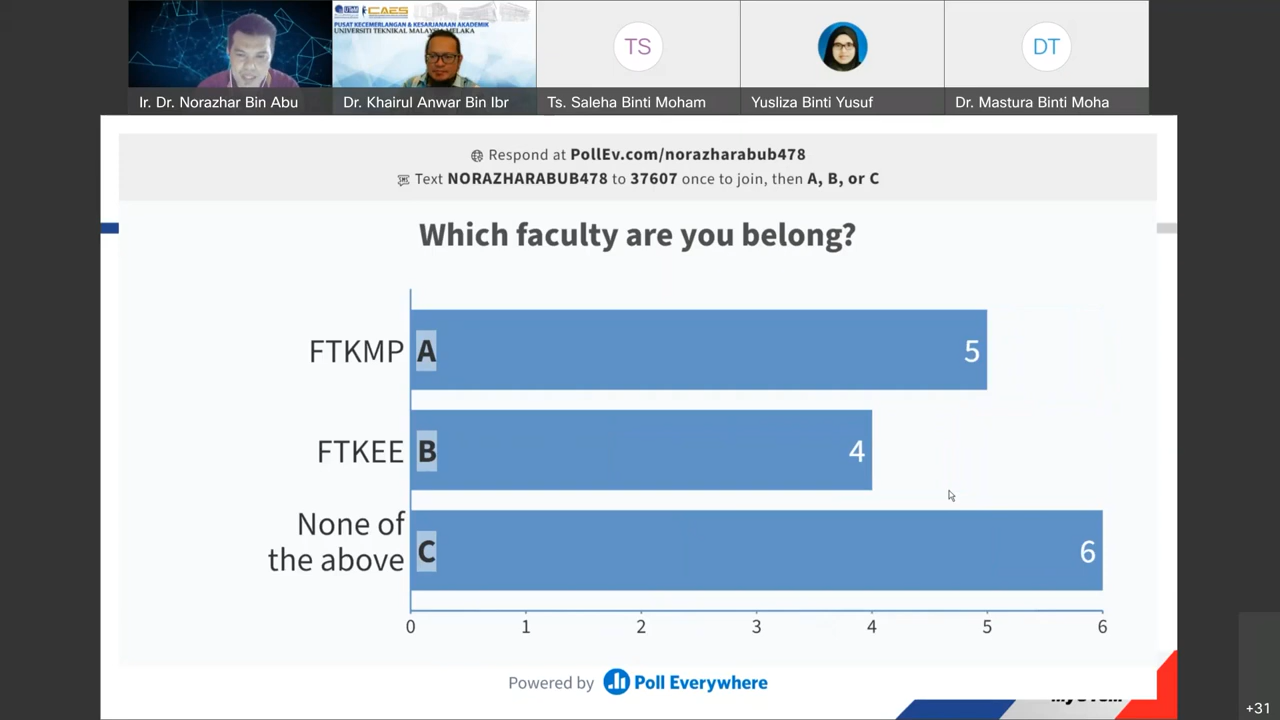 UTeM CAES
PUSAT KECEMERLANGAN & KESARJANAAN AKADEMIK
UNIVERSITI TEKNIKAL MALAYSIA MELAKA
TS
DT
Ir. Dr. Norazhar Bin Abu
Dr. Khairul Anwar Bin Ibr
Ts. Saleha Binti Moham
Yusliza Binti Yusuf
Dr. Mastura Binti Moha
Respond at PollEv.com/norazharabub478
Text NORAZHARABUB478 to 37607 once to join, then A, B, or C
Which faculty are you belong?
FTKMP A 5
FTKEE B 4
None of
the above C 6
0 1 2 3 4 5 6
Powered by Poll Everywhere
+31